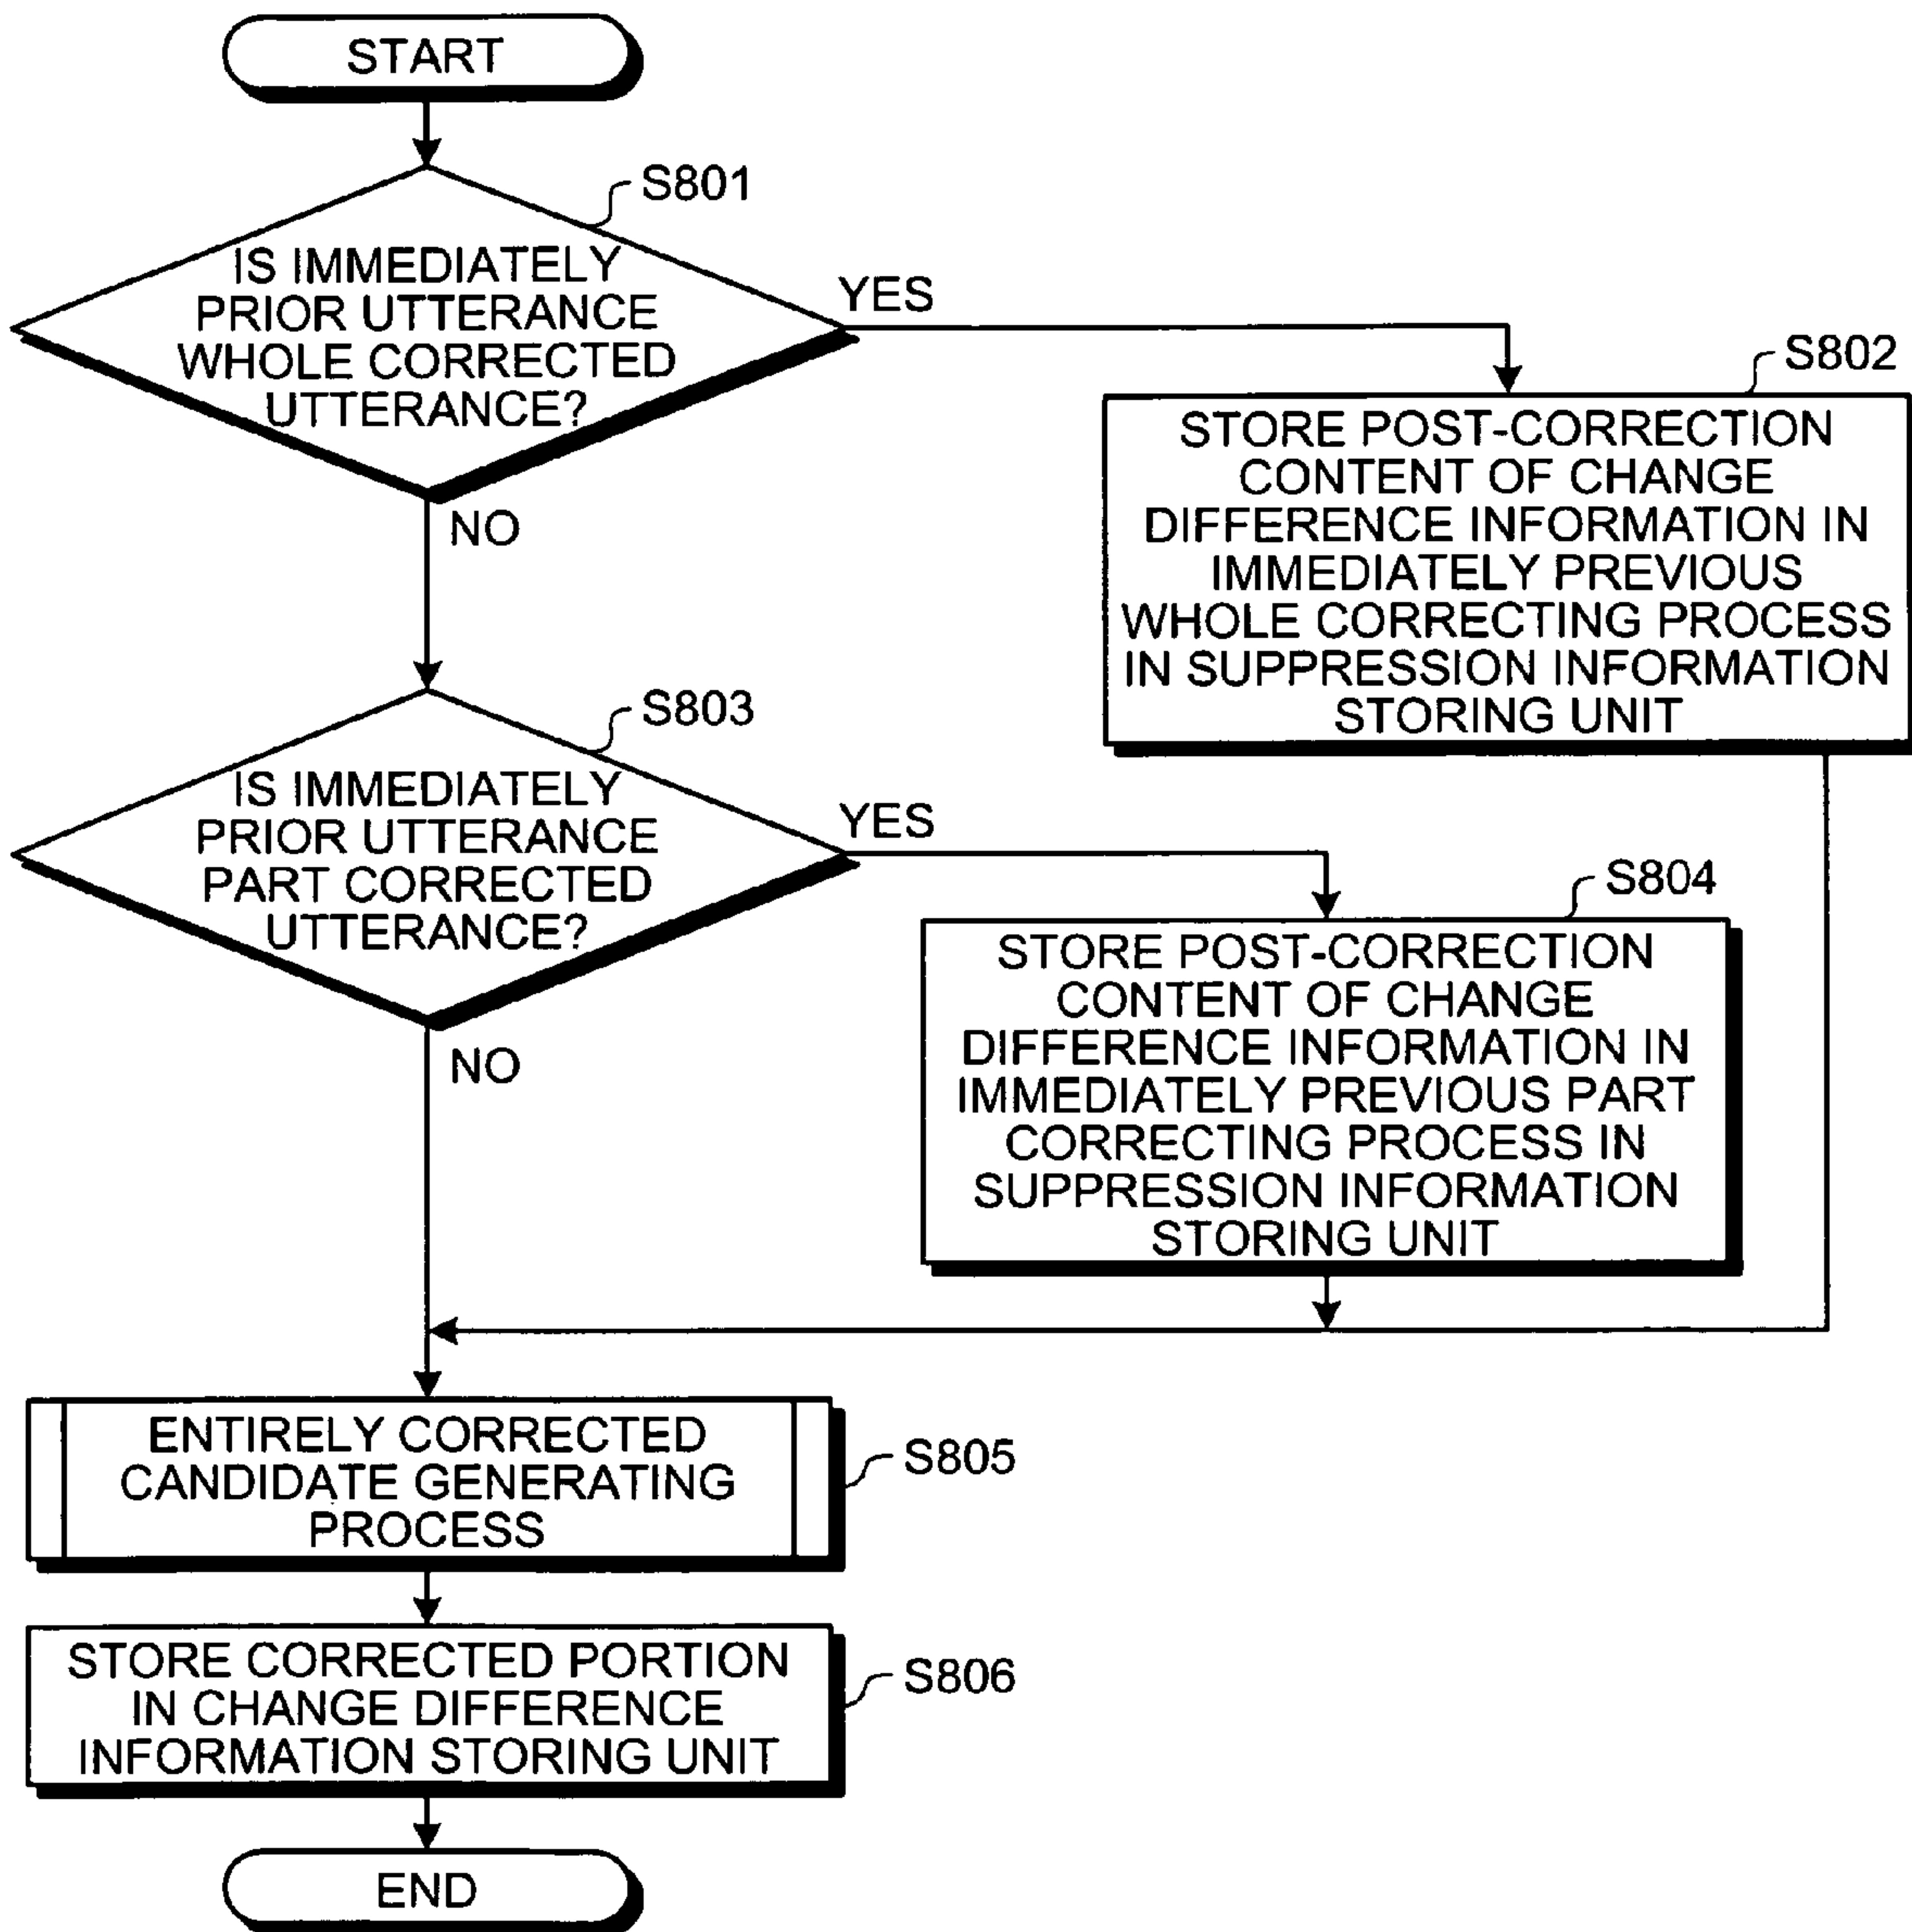 START
S801
IS IMMEDIATELY
PRIOR UTTERANCE
WHOLE CORRECTED
UTTERANCE?
YES
NO
S802
STORE POST-CORRECTION
CONTENT OF CHANGE
DIFFERENCE INFORMATION IN
IMMEDIATELY PREVIOUS
WHOLE CORRECTING PROCESS
IN SUPPRESSION INFORMATION
STORING UNIT
S803
IS IMMEDIATELY
PRIOR UTTERANCE
PART CORRECTED
UTTERANCE?
YES
NO
S804
STORE POST-CORRECTION
CONTENT OF CHANGE
DIFFERENCE INFORMATION IN
IMMEDIATELY PREVIOUS PART
CORRECTING PROCESS IN
SUPPRESSION INFORMATION
STORING UNIT
ENTIRELY CORRECTED
CANDIDATE GENERATING
PROCESS
S805
STORE CORRECTED PORTION
IN CHANGE DIFFERENCE
INFORMATION STORING UNIT
S806
END